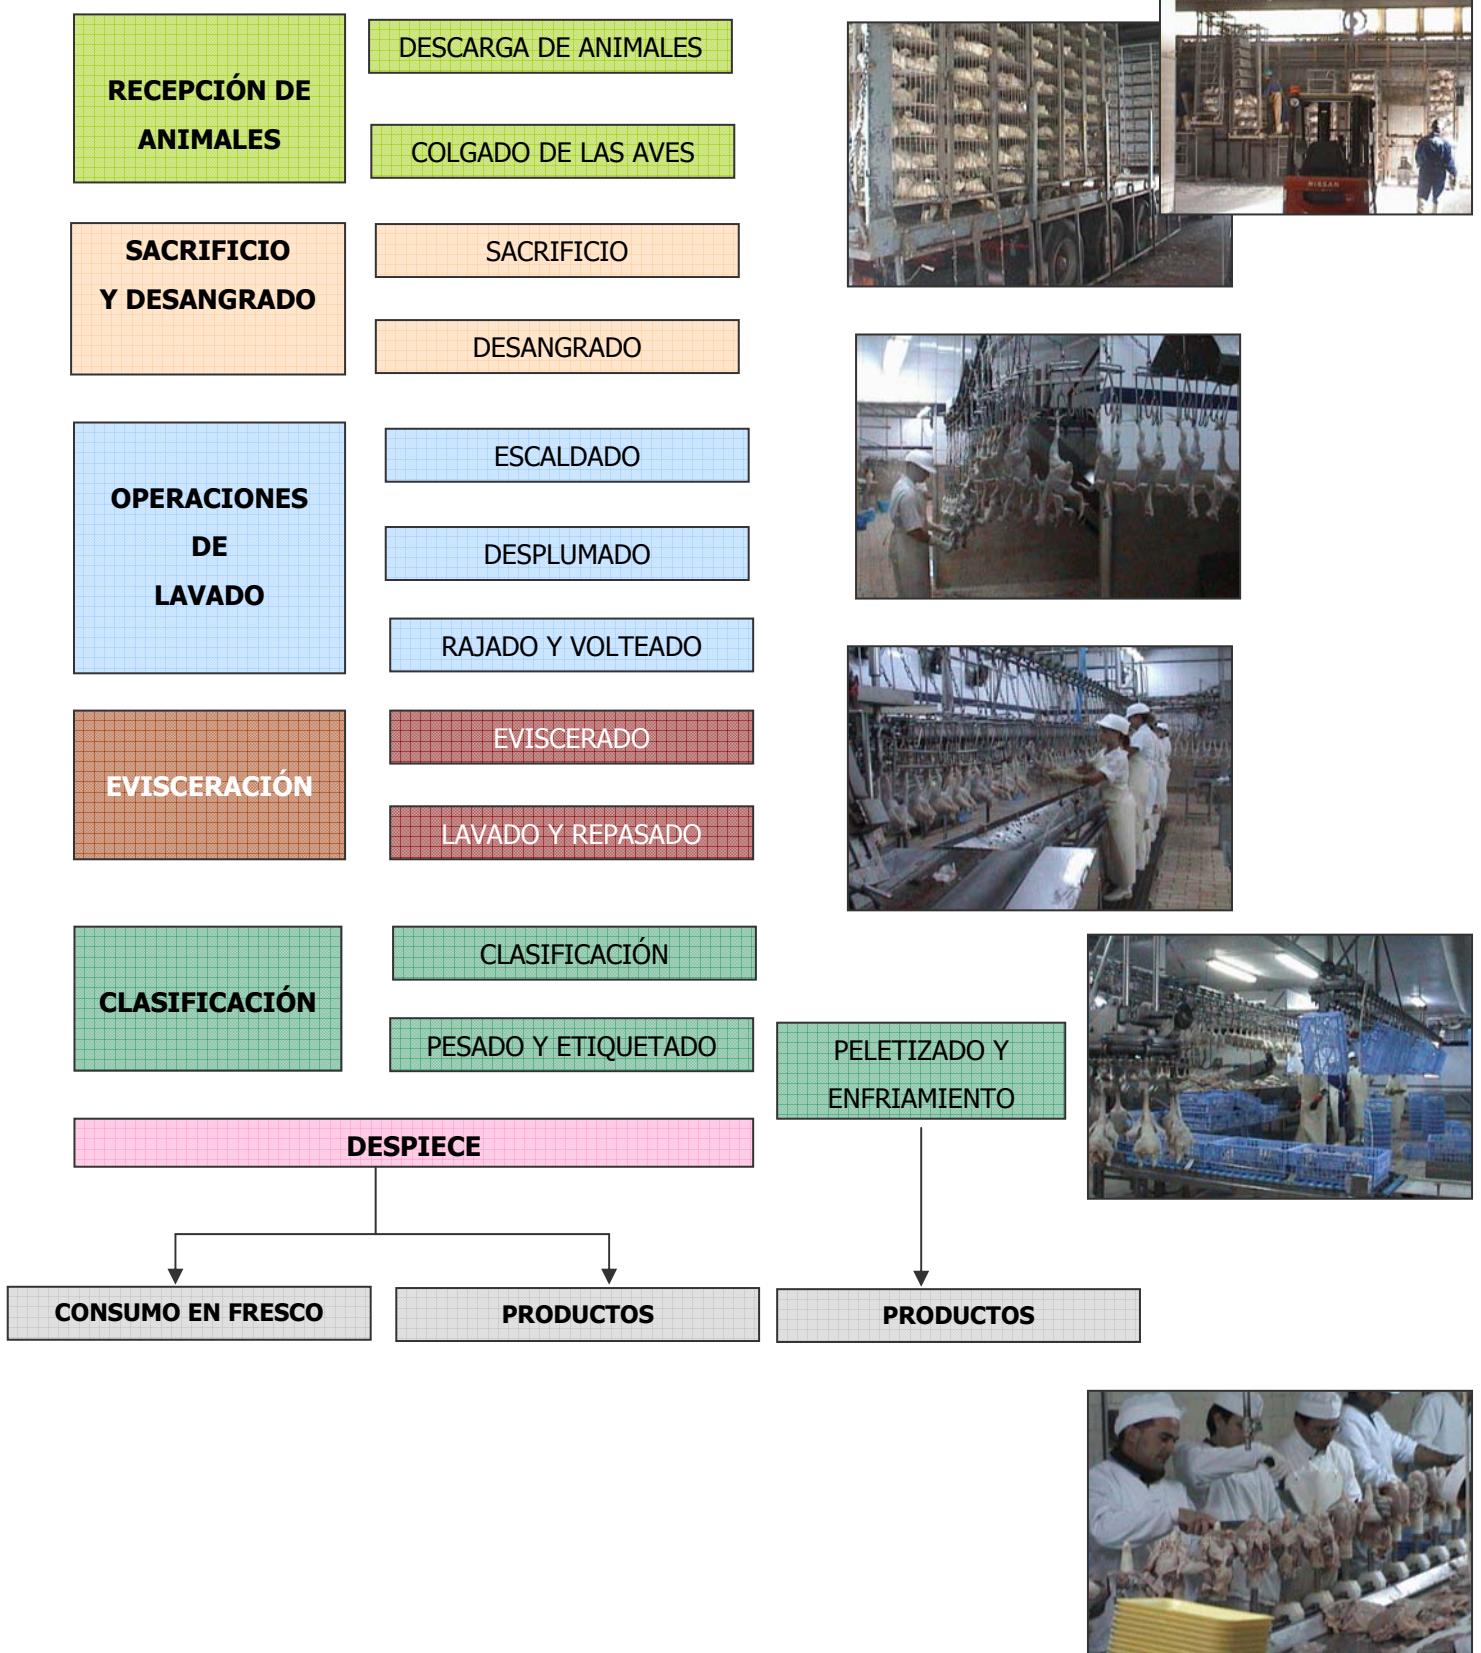 RECEPCIÓN DE
ANIMALES
DESCARGA DE ANIMALES
COLGADO DE LAS AVES
NISSAN
SACRIFICIO
Y DESANGRADO
SACRIFICIO
DESANGRADO
OPERACIONES
DE
LAVADO
ESCALDADO
DESPLUMADO
RAJADO Y VOLTEADO
EVISCERACIÓN
EVISCERADO
LAVADO Y REPASADO
CLASIFICACIÓN
CLASIFICACIÓN
PESADO Y ETIQUETADO
PELETIZADO Y
ENFRIAMIENTO
DESPIECE
CONSUMO EN FRESCO
PRODUCTOS
PRODUCTOS